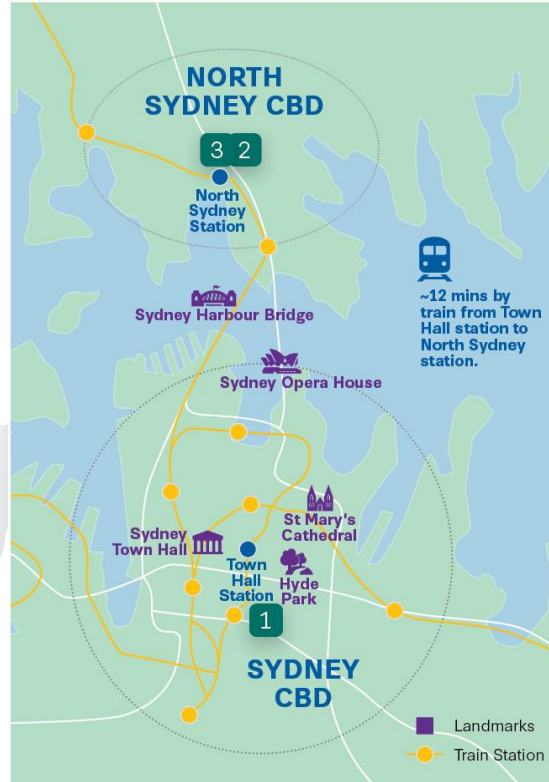 NORTH
SYDNEY CBD
3 2
North
Sydney
Station
~12 mins by
train from Town
Hall station to
North Sydney
station.
Sydney Harbour Bridge
Sydney Opera House
St Mary's
Cathedral
Sydney
Town Hall
Town
Hall
Station
Hyde
Park
1
SYDNEY
CBD
Landmarks
Train Station